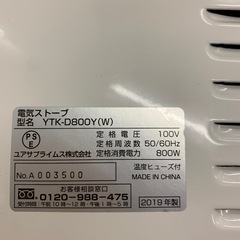 電気ストーブ
型名 YTK-D800Y(W)
PSE
定格電圧：100V
定格周波数：50/60Hz
定格消費電力：800W
ユアサプライムス株式会社
温度ヒューズ付
No.A 003500
MADE IN CHINA
お客様相談窓口
0120-988-475
2019年製